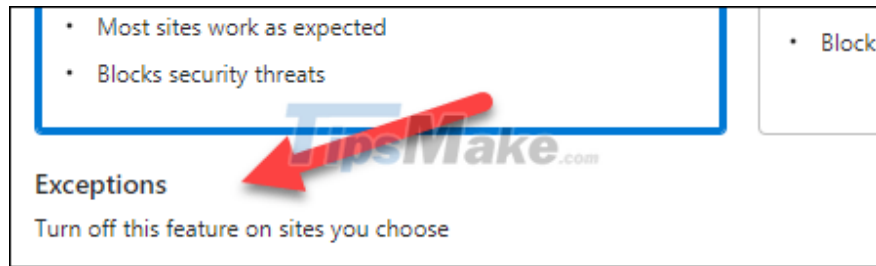 • Most sites work as expected
• Blocks security threats
• Block
TipsMake.com
Exceptions
Turn off this feature on sites you choose